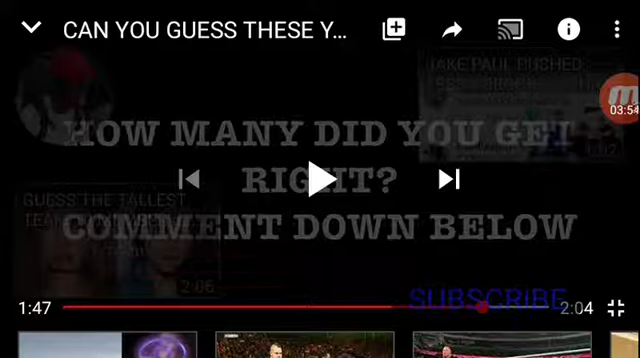 CAN YOU GUESS THESE Y...
JAKE PAUL PUSHED
03:54
HOW MANY DID YOU GET
RIGHT?
GUESS THE TALLEST
COMMENT DOWN BELOW
2:06
SUBSCRIBE
1:47
2:04